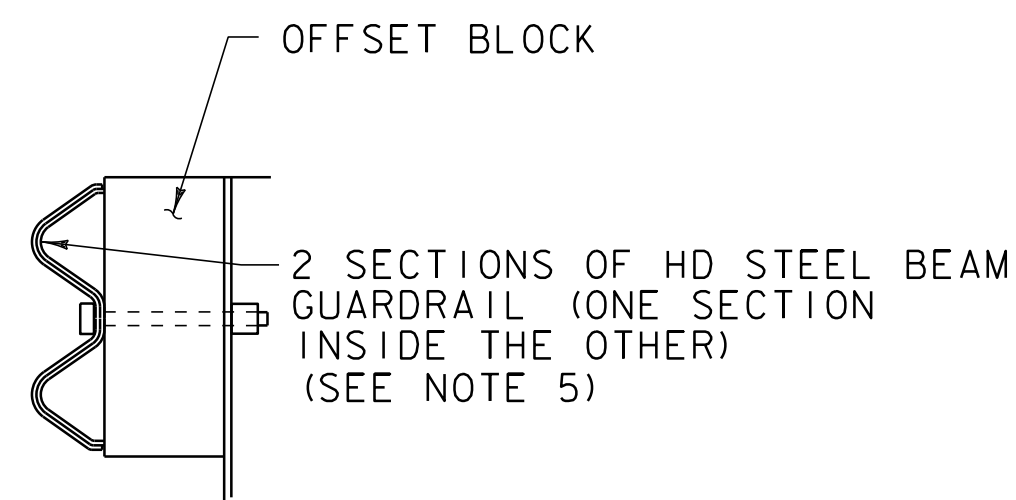 OFFSET BLOCK
2 SECTIONS OF HD STEEL BEAM
GUARDRAIL (ONE SECTION
INSIDE THE OTHER)
(SEE NOTE 5)